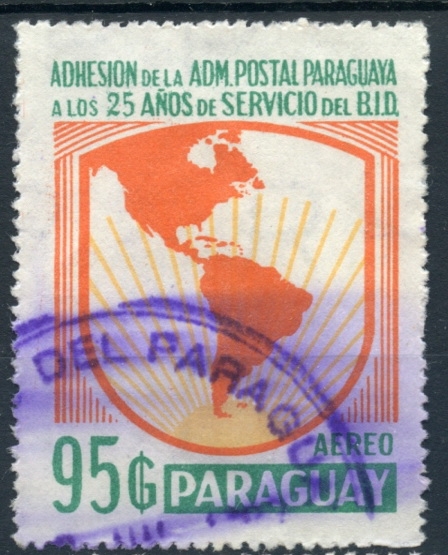 ADHESION DE LA ADM. POSTAL PARAGUAYA
A LOS 25 AÑOS DE SERVICIO DEL B.I.D.
DEL PARAG
AEREO
95 ₲ PARAGUAY